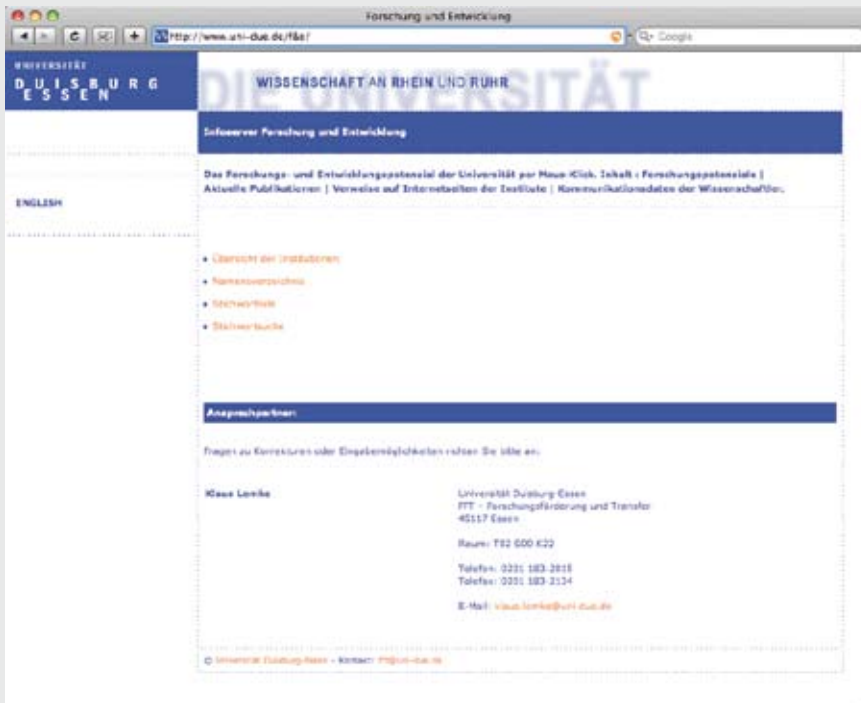 Forschung und Entwicklung
http://www.uni-due.de/f&e/
Google
UNIVERSITÄT
DUISBURG
ESSEN
DIE UNIVERSITÄT
WISSENSCHAFT AN RHEIN UND RUHR
Infoserver Forschung und Entwicklung
Das Forschungs- und Entwicklungspotenzial der Universität per Maus-Klick. Inhalt : Forschungspotenziale |
Aktuelle Publikationen | Verweise auf Internetseiten der Institute | Kommunikationsdaten der Wissenschaftler.
ENGLISH
Übersicht der Institutionen
Namensverzeichnis
Stichwortliste
Stichwortsuche
Ansprechpartner:
Fragen zu Korrekturen oder Eingabemöglichkeiten richten Sie bitte an:
Klaus Lemke
Universität Duisburg-Essen
FFT - Forschungsförderung und Transfer
45117 Essen
Raum:
Telefon: 0201 183-
Telefax: 0201 183-
E-Mail: klaus.lemke@uni-due.de
© Universität Duisburg-Essen - Kontakt: